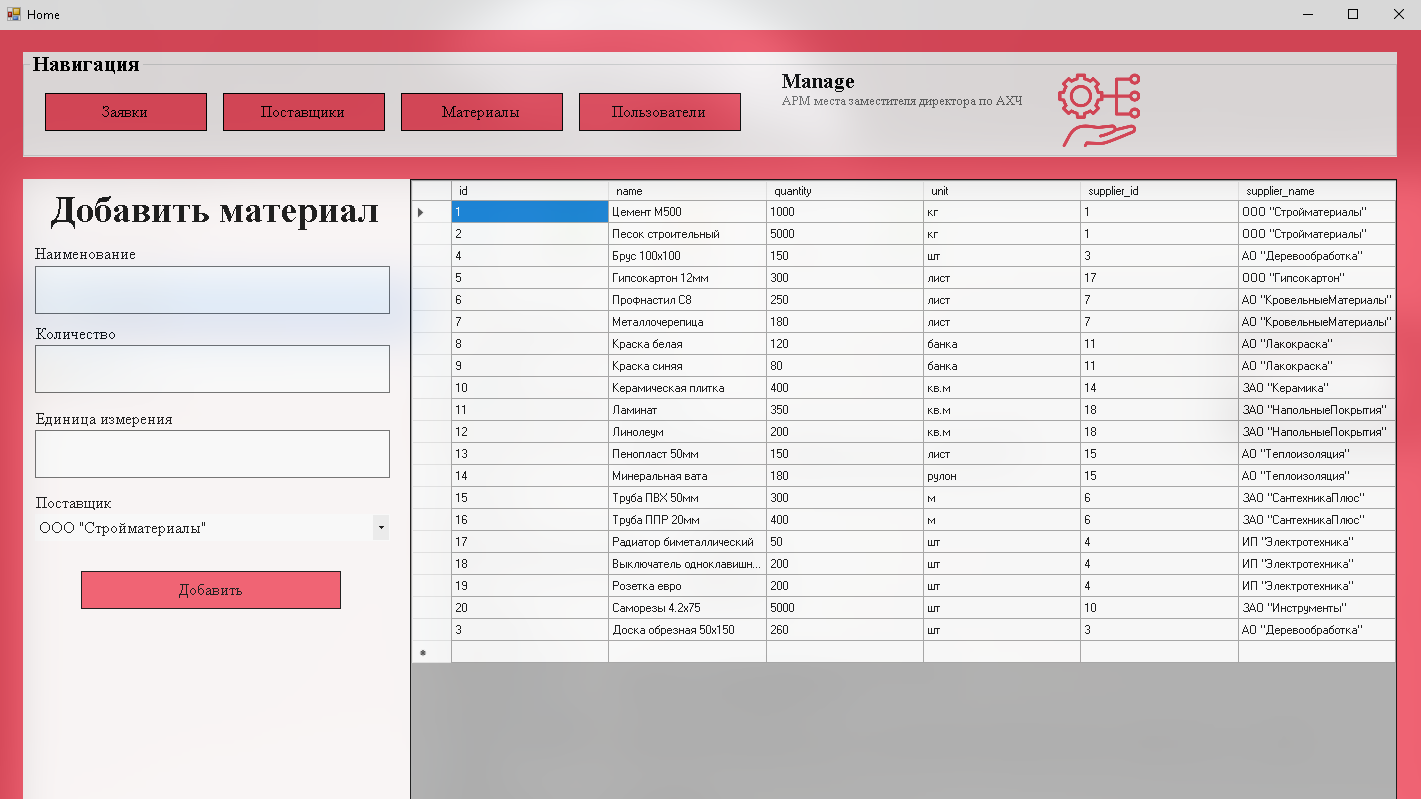 Home
Навигация
Заявки
Поставщики
Материалы
Пользователи
Manage
АРМ места заместителя директора по АХЧ
Добавить материал
Наименование
Количество
Единица измерения
Поставщик
ООО "Стройматериалы"
Добавить
id name quantity unit supplier_id supplier_name
1 Цемент М500 1000 кг 1 ООО "Стройматериалы"
2 Песок строительный 5000 кг 1 ООО "Стройматериалы"
4 Брус 100х100 150 шт 3 АО "Деревообработка"
5 Гипсокартон 12мм 300 лист 17 ООО "Гипсокартон"
6 Профнастил С8 250 лист 7 АО "КровельныеМатериалы"
7 Металлочерепица 180 лист 7 АО "КровельныеМатериалы"
8 Краска белая 120 банка 11 АО "Лакокраска"
9 Краска синяя 80 банка 11 АО "Лакокраска"
10 Керамическая плитка 400 кв.м 14 ЗАО "Керамика"
11 Ламинат 350 кв.м 18 ЗАО "НапольныеПокрытия"
12 Линолеум 200 кв.м 18 ЗАО "НапольныеПокрытия"
13 Пенопласт 50мм 150 лист 15 АО "Теплоизоляция"
14 Минеральная вата 180 рулон 15 АО "Теплоизоляция"
15 Труба ПВХ 50мм 300 м 6 ЗАО "СантехникаПлюс"
16 Труба ППР 20мм 400 м 6 ЗАО "СантехникаПлюс"
17 Радиатор биметаллический 50 шт 4 ИП "Электротехника"
18 Выключатель одноклавишн... 200 шт 4 ИП "Электротехника"
19 Розетка евро 200 шт 4 ИП "Электротехника"
20 Саморезы 4.2х75 5000 шт 10 ЗАО "Инструменты"
3 Доска обрезная 50х150 260 шт 3 АО "Деревообработка"